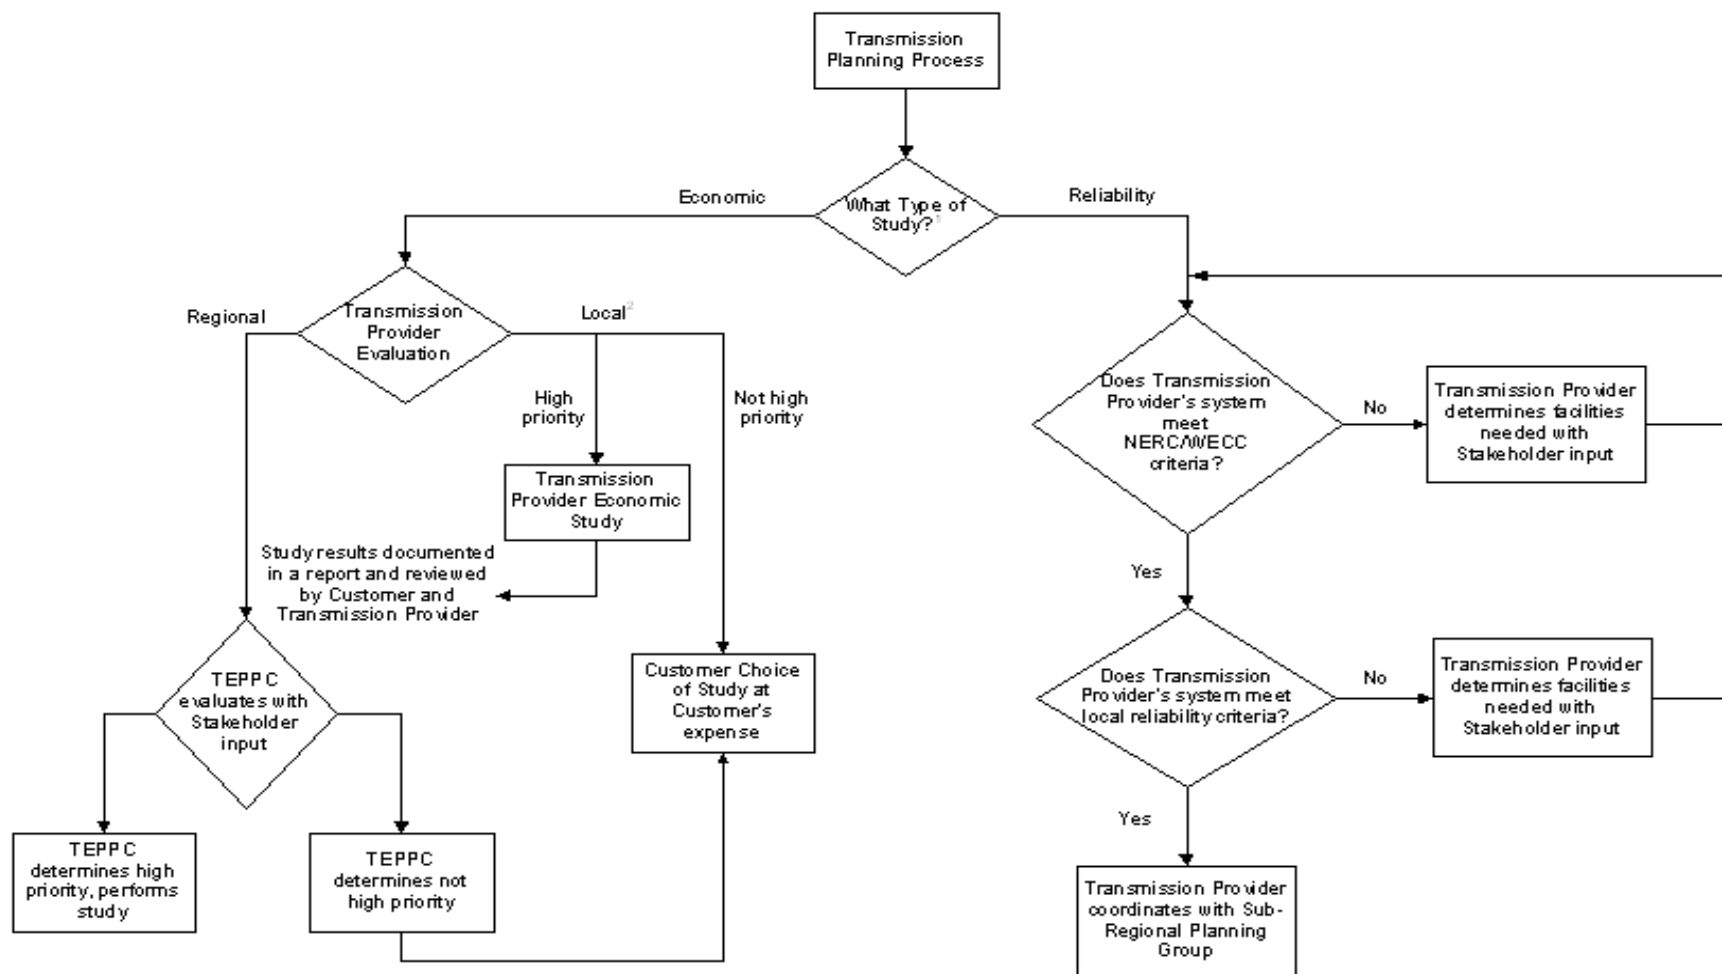 Transmission
Planning Process
What Type of
Study?¹
Economic
Reliability
Transmission
Provider
Evaluation
Regional
Local²
High
priority
Not high
priority
Transmission
Provider Economic
Study
Study results documented
in a report and reviewed
by Customer and
Transmission Provider
TEPPC
evaluates with
Stakeholder
input
Customer Choice
of Study at
Customer's
expense
TEPPC
determines high
priority, performs
study
TEPPC
determines not
high priority
Does Transmission
Provider's system
meet
NERC/WECC
criteria?
No
Transmission Provider
determines facilities
needed with
Stakeholder input
Yes
Does Transmission
Provider's system meet
local reliability criteria?
No
Transmission Provider
determines facilities
needed with
Stakeholder input
Yes
Transmission Provider
coordinates with Sub-
Regional Planning
Group